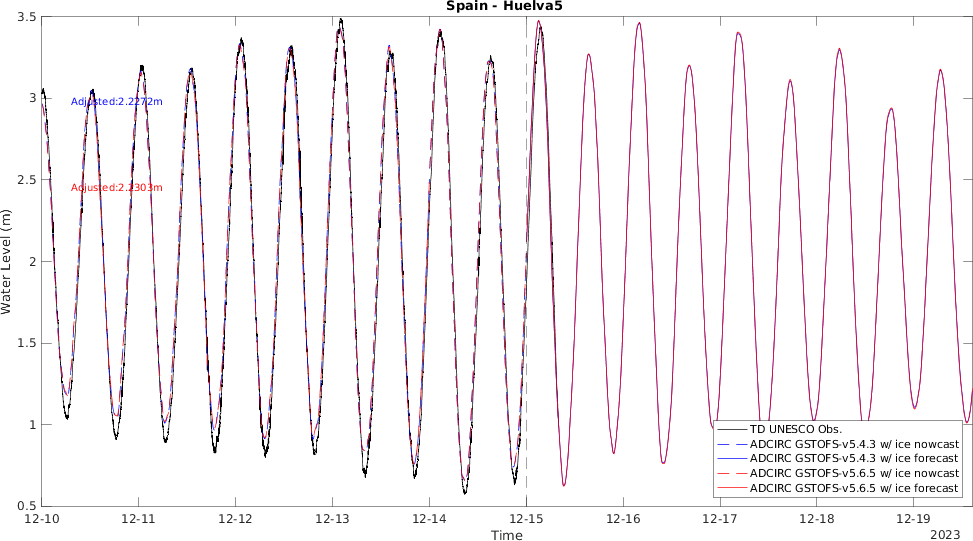 Spain - Huelva5
3.5
3
2.5
2
1.5
1
0.5
Water Level (m)
Adjusted:2.2272m
Adjusted:2.2303m
TD UNESCO Obs.
ADCIRC GSTOFS-v5.4.3 w/ ice nowcast
ADCIRC GSTOFS-v5.4.3 w/ ice forecast
ADCIRC GSTOFS-v5.6.5 w/ ice nowcast
ADCIRC GSTOFS-v5.6.5 w/ ice forecast
12-10 12-11 12-12 12-13 12-14 12-15 12-16 12-17 12-18 12-19
Time
2023